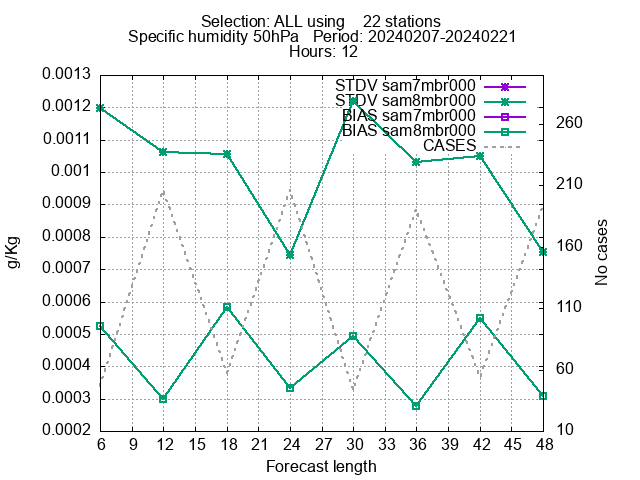 Selection: ALL using    22 stations
Specific humidity 50hPa   Period: 20240207-20240221
Hours: 12
STDV sam7mbr000
STDV sam8mbr000
BIAS sam7mbr000
BIAS sam8mbr000
CASES
0.0013
0.0012
0.0011
0.001
0.0009
0.0008
0.0007
0.0006
0.0005
0.0004
0.0003
0.0002
g/Kg
260
210
160
110
60
10
No cases
6 9 12 15 18 21 24 27 30 33 36 39 42 45 48
Forecast length